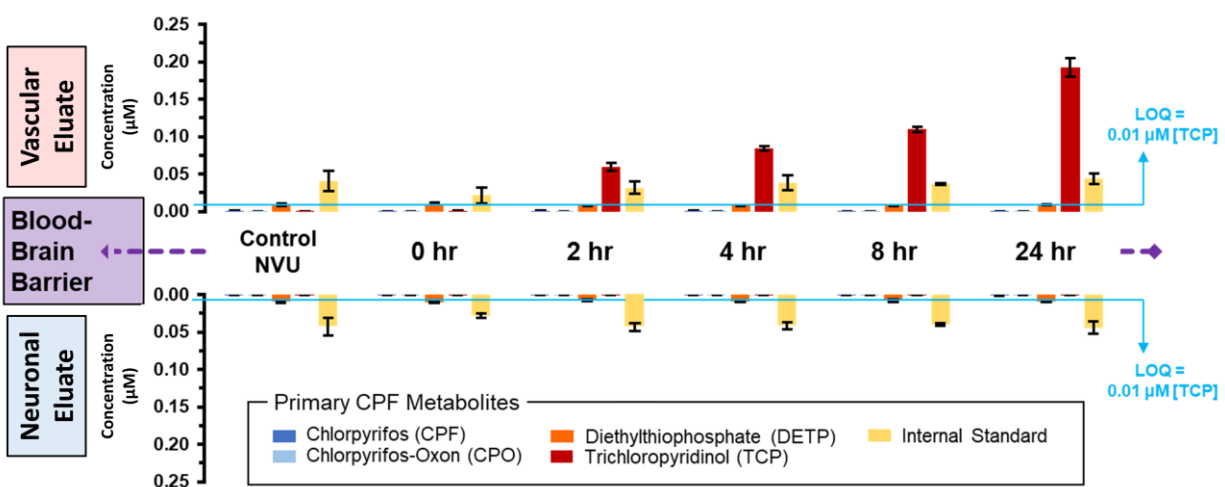 Vascular
Eluate
Concentration
(µM)
0.25
0.20
0.15
0.10
0.05
0.00
LOQ =
0.01 µM [TCP]
Blood-
Brain
Barrier
Control
NVU
0 hr
2 hr
4 hr
8 hr
24 hr
Neuronal
Eluate
Concentration
(µM)
0.00
0.05
0.10
0.15
0.20
0.25
LOQ =
0.01 µM [TCP]
Primary CPF Metabolites
Chlorpyrifos (CPF)
Chlorpyrifos-Oxon (CPO)
Diethylthiophosphate (DETP)
Trichloropyridinol (TCP)
Internal Standard